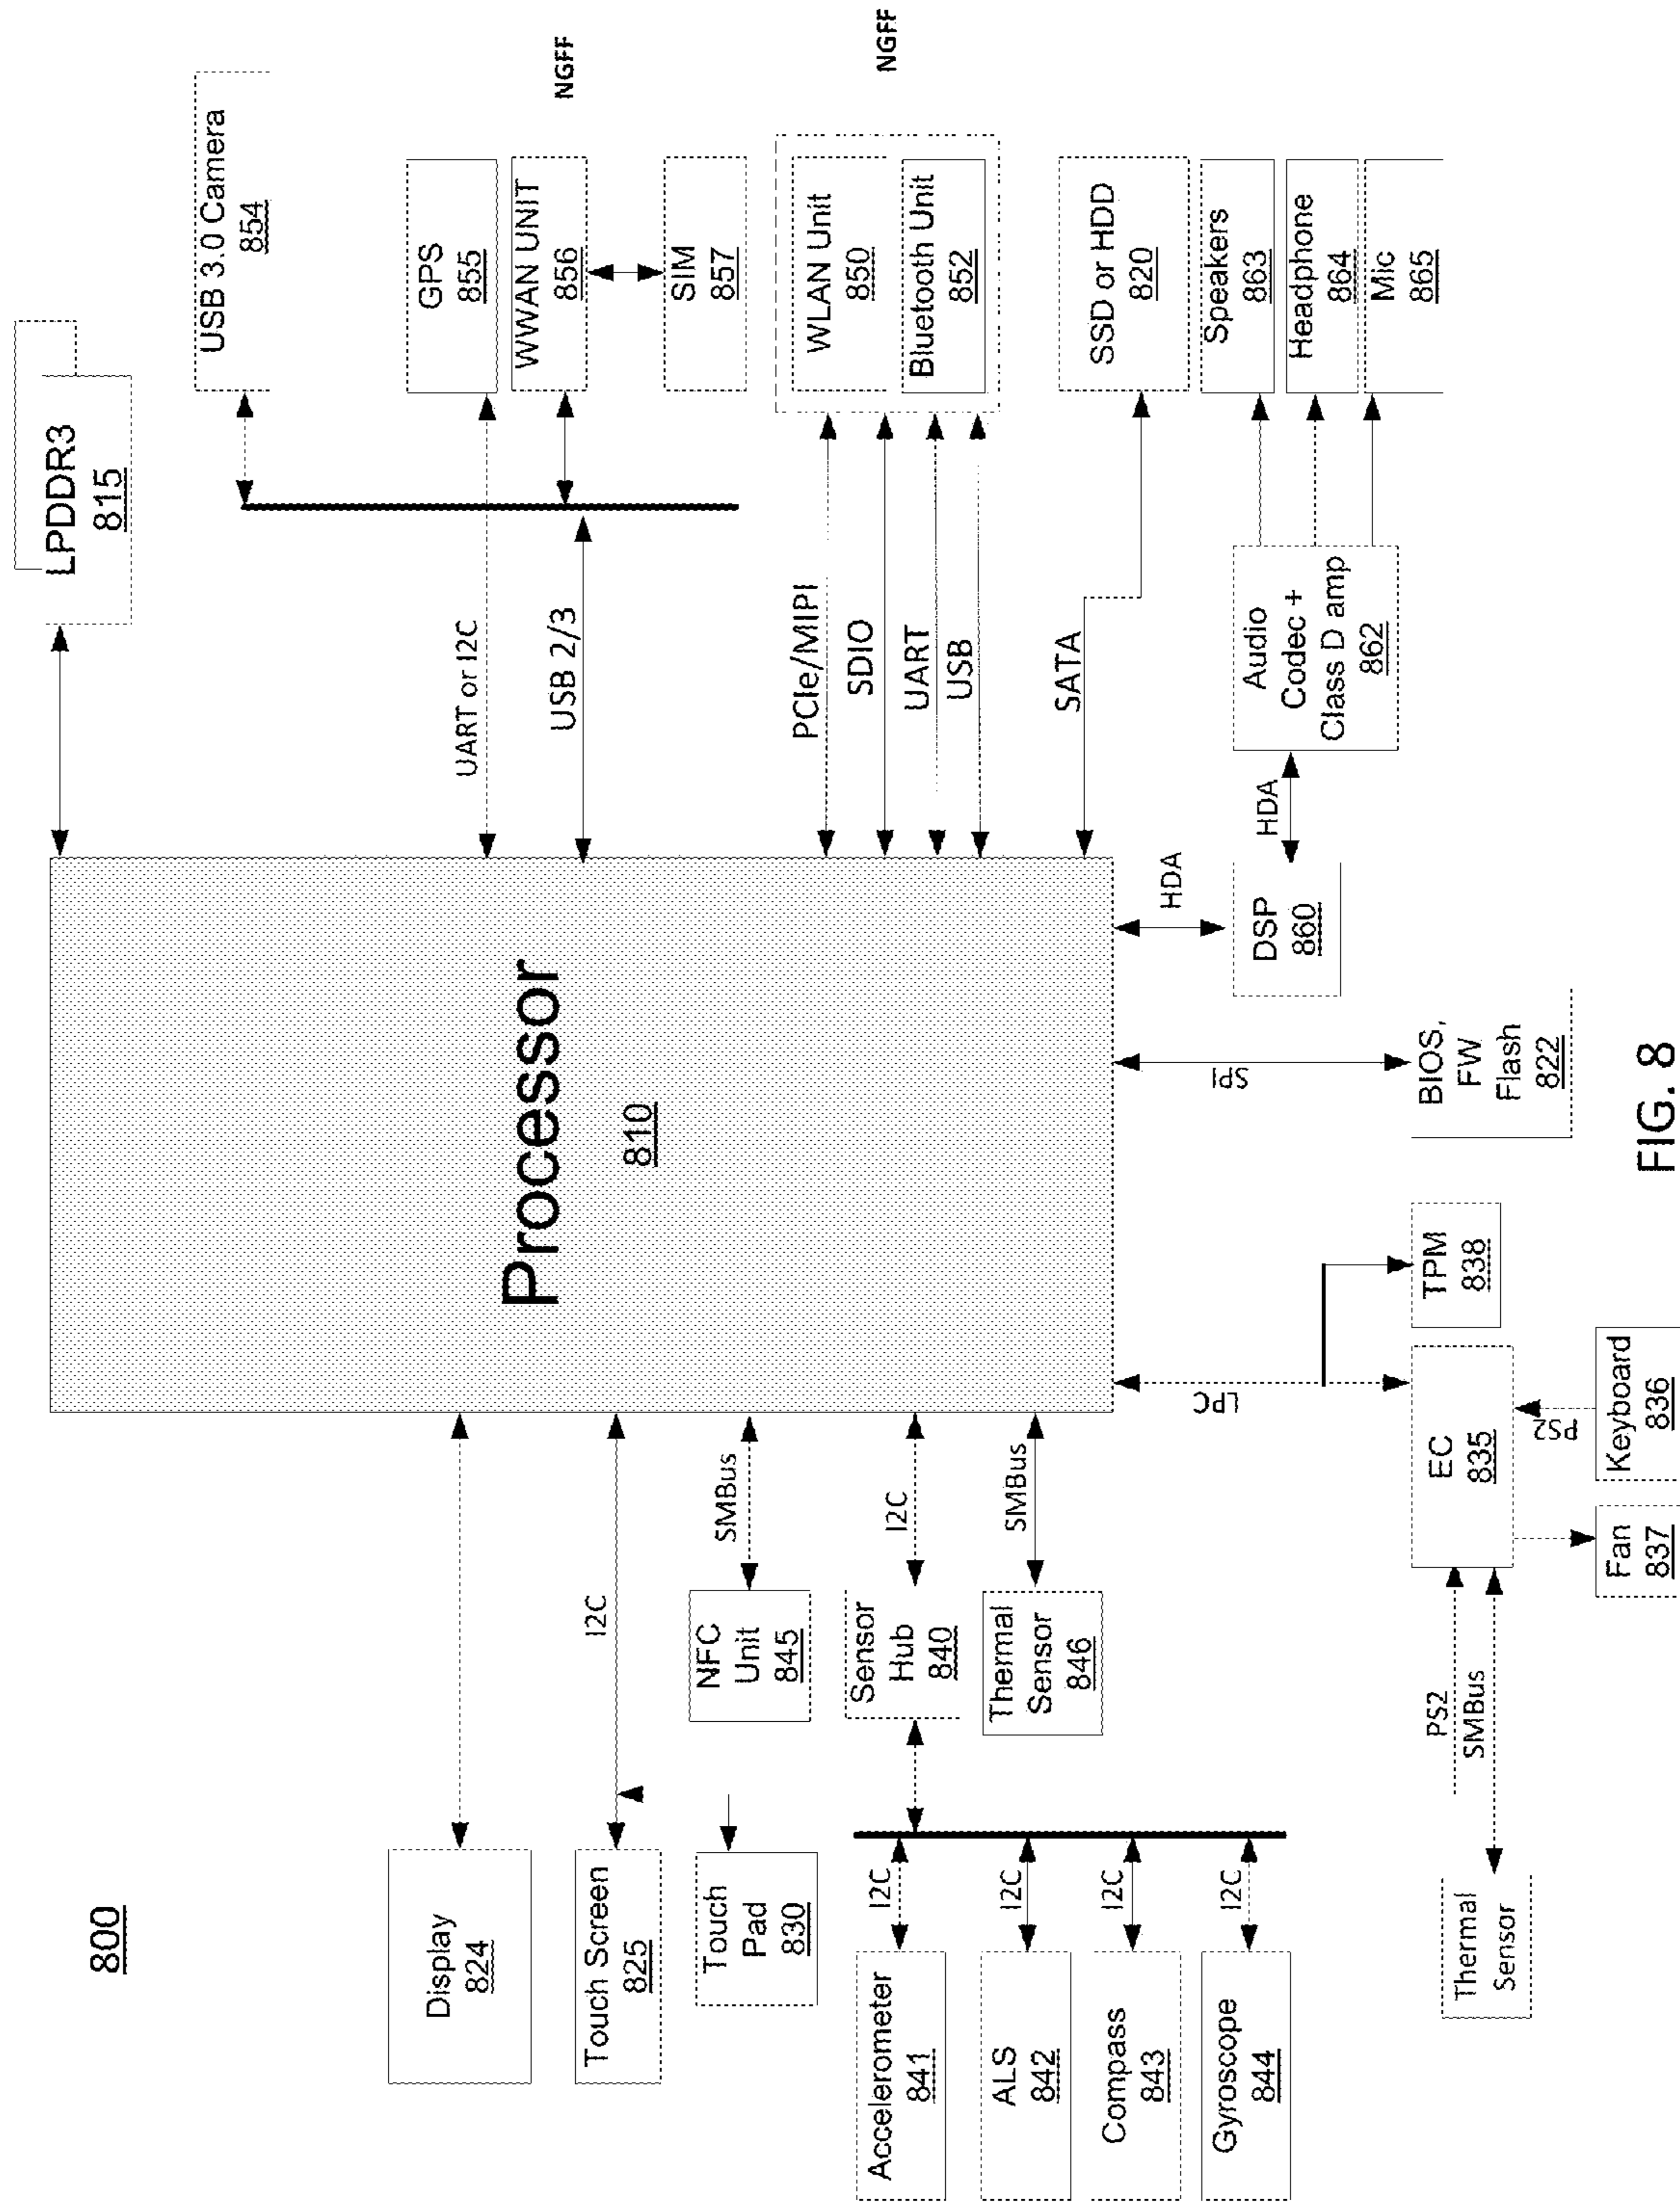 800
LPDDR3
815
Display
824
USB 3.0 Camera
854
Touch Screen
825
I2C
Touch
Pad
830
UART or I2C
USB 2/3
GPS
855
WWAN UNIT
856
NGFF
SIM
857
Processor
810
NFC
Unit
845
SMBus
Sensor
Hub
840
I2C
Thermal
Sensor
846
SMBus
Accelerometer
841
I2C
ALS
842
I2C
Compass
843
I2C
Gyroscope
844
I2C
PCIe/MIPI
SDIO
UART
USB
WLAN Unit
850
Bluetooth Unit
852
NGFF
SATA
SSD or HDD
820
LPC
SPI
HDA
DSP
860
HDA
Audio
Codec +
Class D amp
862
Speakers
863
Headphone
864
Mic
865
Thermal
Sensor
PS2
SMBus
EC
835
TPM
838
BIOS,
FW
Flash
822
PS2
Fan
837
Keyboard
836
FIG. 8